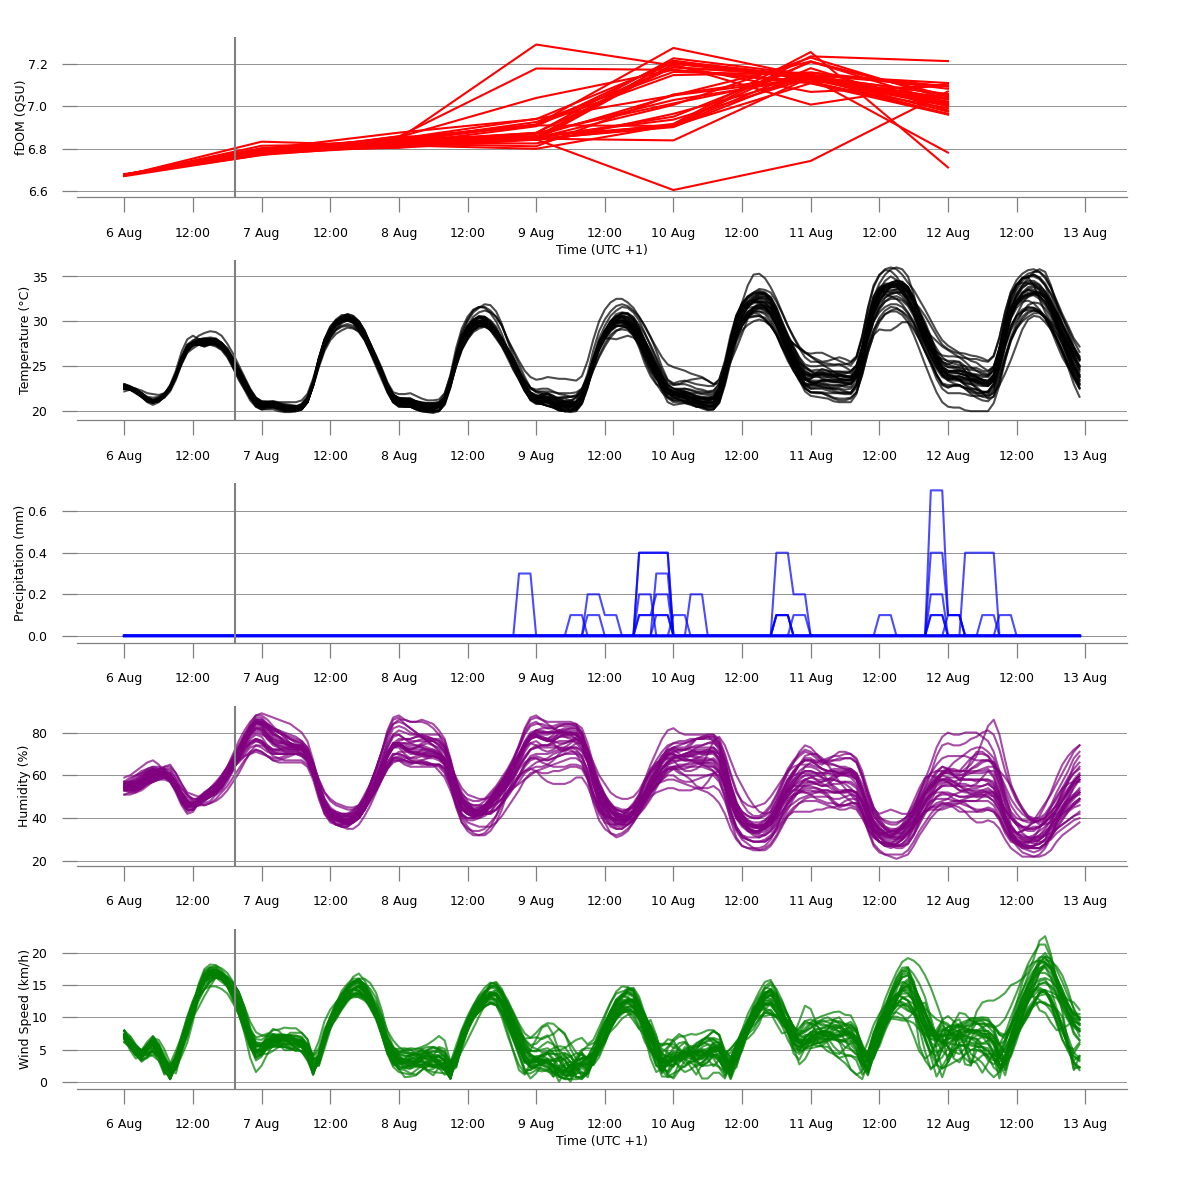 fDOM (QSU)
7.2
7.0
6.8
6.6
6 Aug 12:00 7 Aug 12:00 8 Aug 12:00 9 Aug 12:00 10 Aug 12:00 11 Aug 12:00 12 Aug 12:00 13 Aug
Time (UTC +1)
Temperature (°C)
35
30
25
20
6 Aug 12:00 7 Aug 12:00 8 Aug 12:00 9 Aug 12:00 10 Aug 12:00 11 Aug 12:00 12 Aug 12:00 13 Aug
Precipitation (mm)
0.6
0.4
0.2
0.0
6 Aug 12:00 7 Aug 12:00 8 Aug 12:00 9 Aug 12:00 10 Aug 12:00 11 Aug 12:00 12 Aug 12:00 13 Aug
Humidity (%)
80
60
40
20
6 Aug 12:00 7 Aug 12:00 8 Aug 12:00 9 Aug 12:00 10 Aug 12:00 11 Aug 12:00 12 Aug 12:00 13 Aug
Wind Speed (km/h)
20
15
10
5
0
6 Aug 12:00 7 Aug 12:00 8 Aug 12:00 9 Aug 12:00 10 Aug 12:00 11 Aug 12:00 12 Aug 12:00 13 Aug
Time (UTC +1)